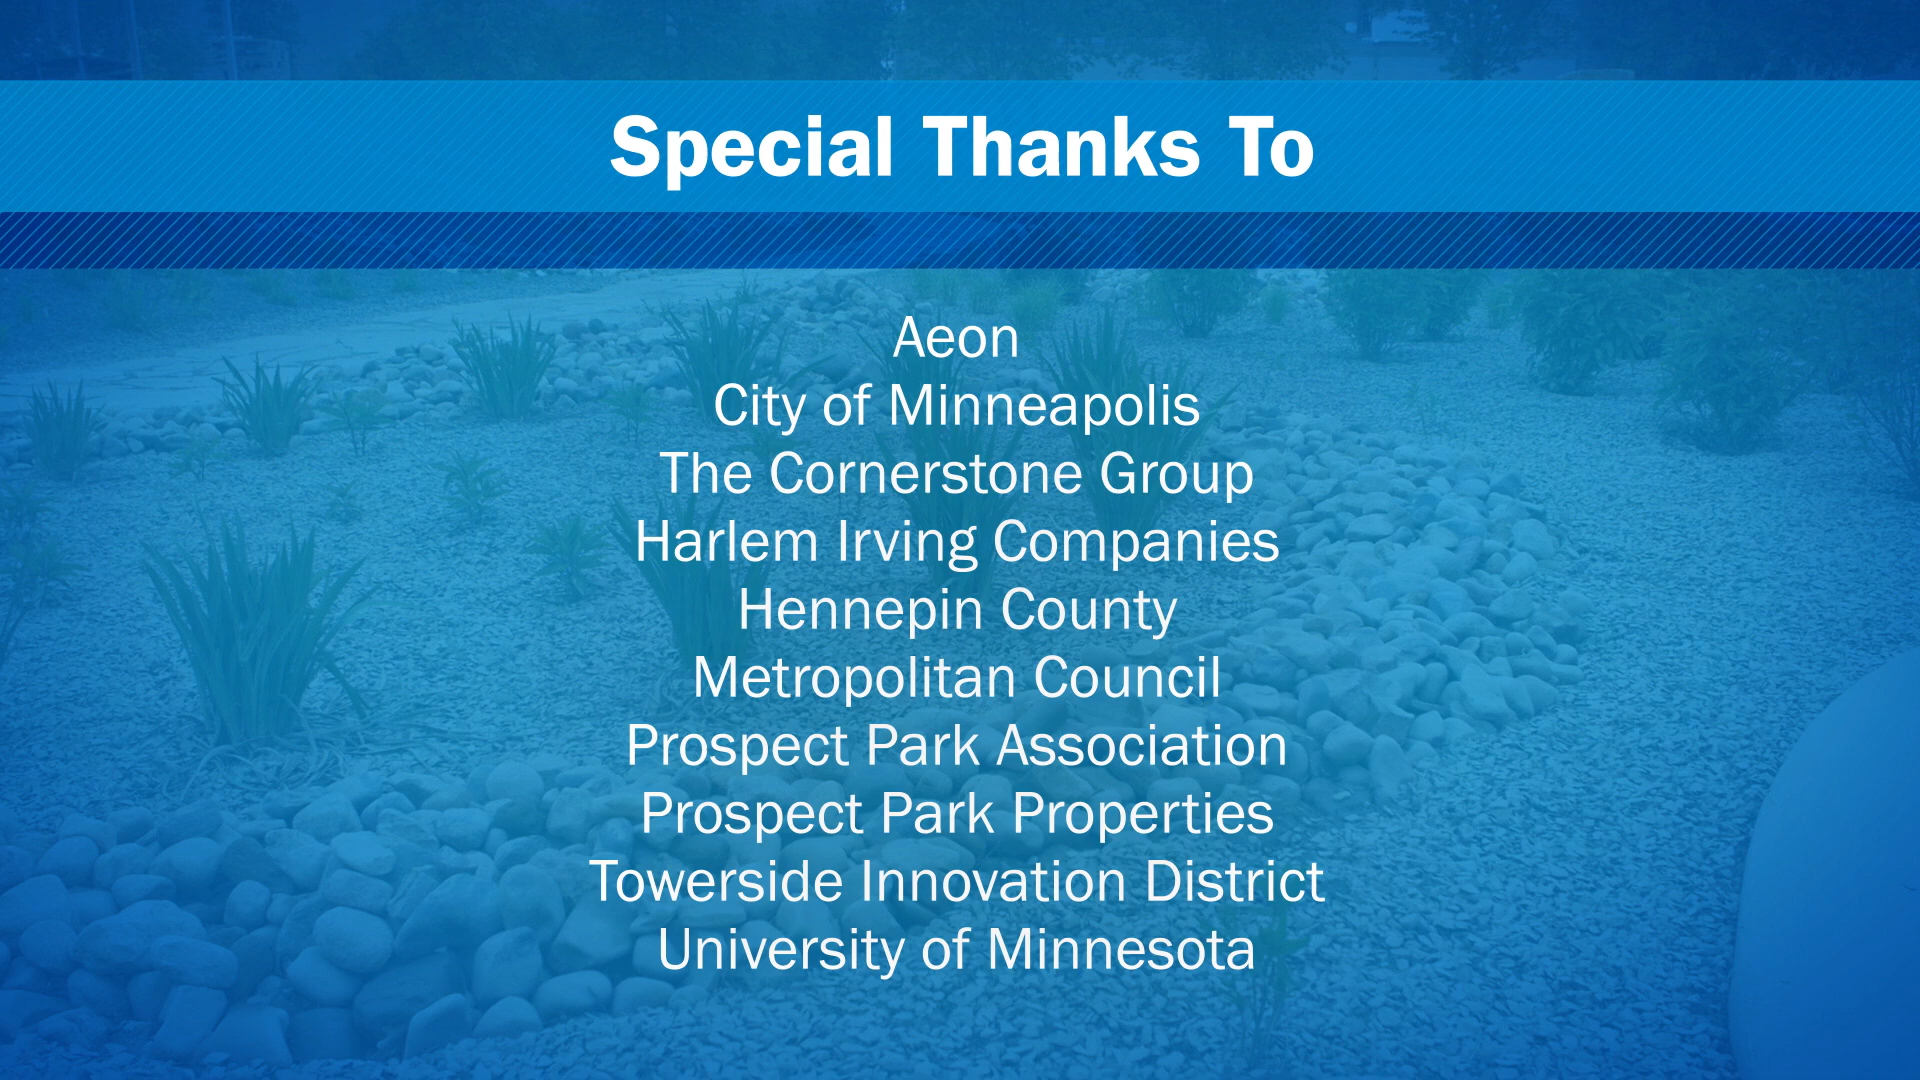 Special Thanks To
Aeon
City of Minneapolis
The Cornerstone Group
Harlem Irving Companies
Hennepin County
Metropolitan Council
Prospect Park Association
Prospect Park Properties
Towerside Innovation District
University of Minnesota